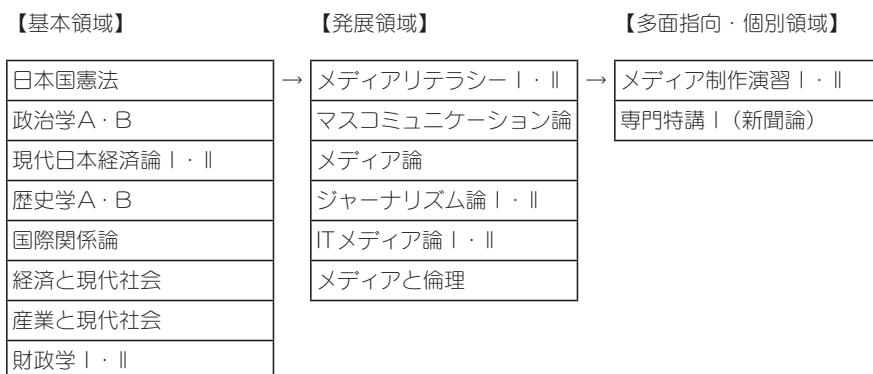 【基本領域】
【発展領域】
【多面指向・個別領域】
日本国憲法
→
メディアリテラシーⅠ・Ⅱ
→
メディア制作演習Ⅰ・Ⅱ
政治学A・B
マスコミュニケーション論
専門特講Ⅰ（新聞論）
現代日本経済論Ⅰ・Ⅱ
メディア論
歴史学A・B
ジャーナリズム論Ⅰ・Ⅱ
国際関係論
ITメディア論Ⅰ・Ⅱ
経済と現代社会
メディアと倫理
産業と現代社会
財政学Ⅰ・Ⅱ